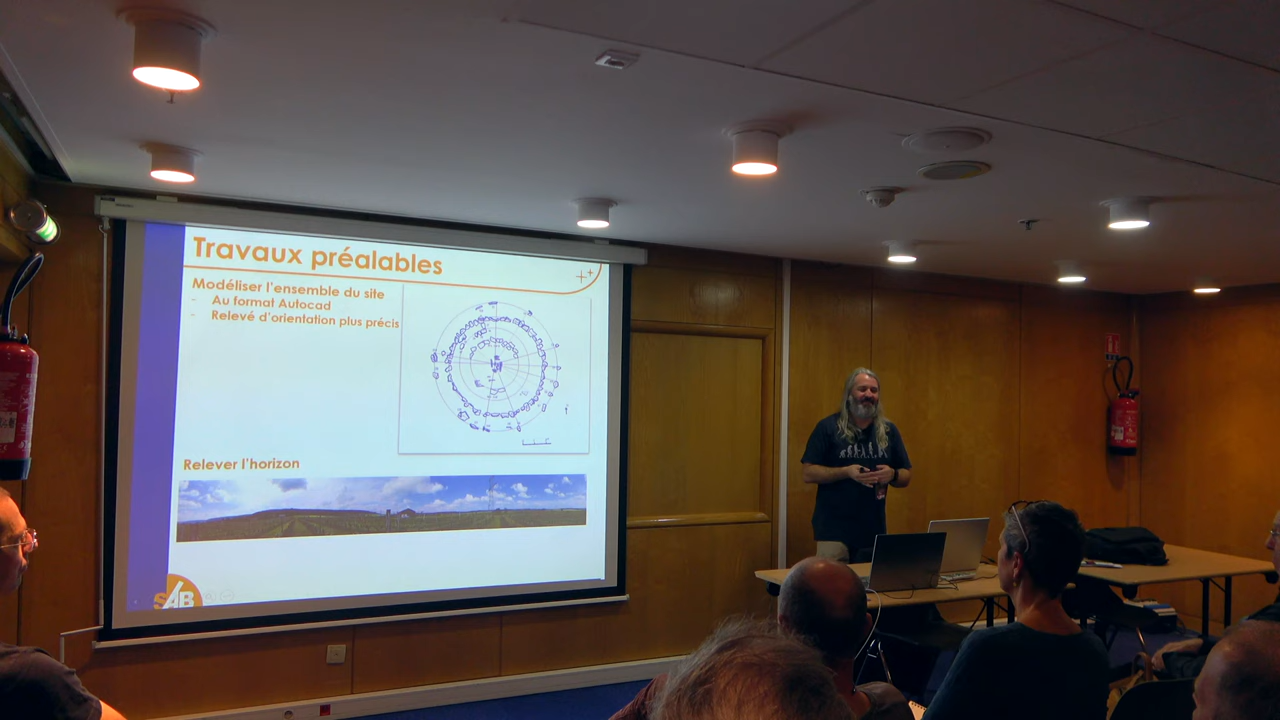 Travaux préalables
Modéliser l'ensemble du site
- Au format Autocad
- Relevé d'orientation plus précis
Relever l'horizon
SAB